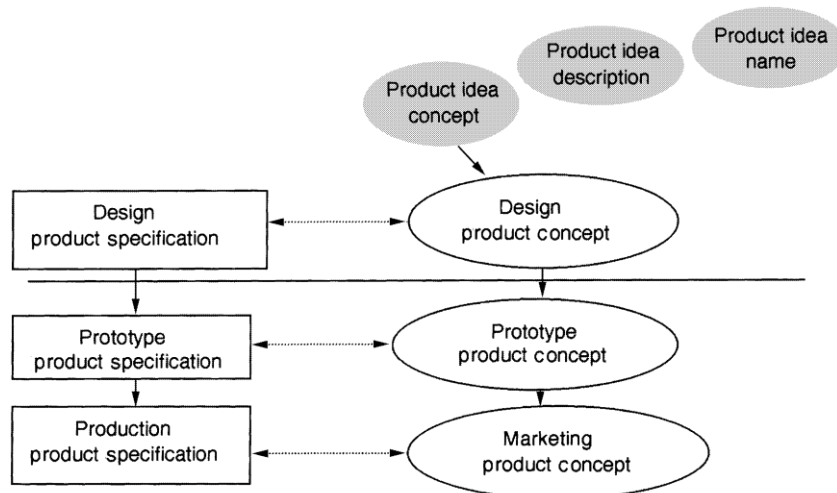 Product idea
name
Product idea
description
Product idea
concept
Design
product specification
Design
product concept
Prototype
product specification
Prototype
product concept
Production
product specification
Marketing
product concept